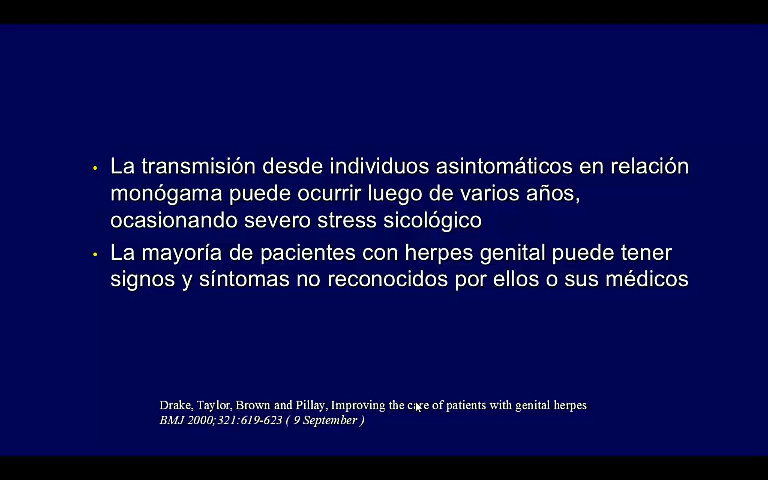 • La transmisión desde individuos asintomáticos en relación
monógama puede ocurrir luego de varios años,
ocasionando severo stress sicológico
• La mayoría de pacientes con herpes genital puede tener
signos y síntomas no reconocidos por ellos o sus médicos
Drake, Taylor, Brown and Pillay, Improving the care of patients with genital herpes
BMJ 2000;321:619-623 ( 9 September )